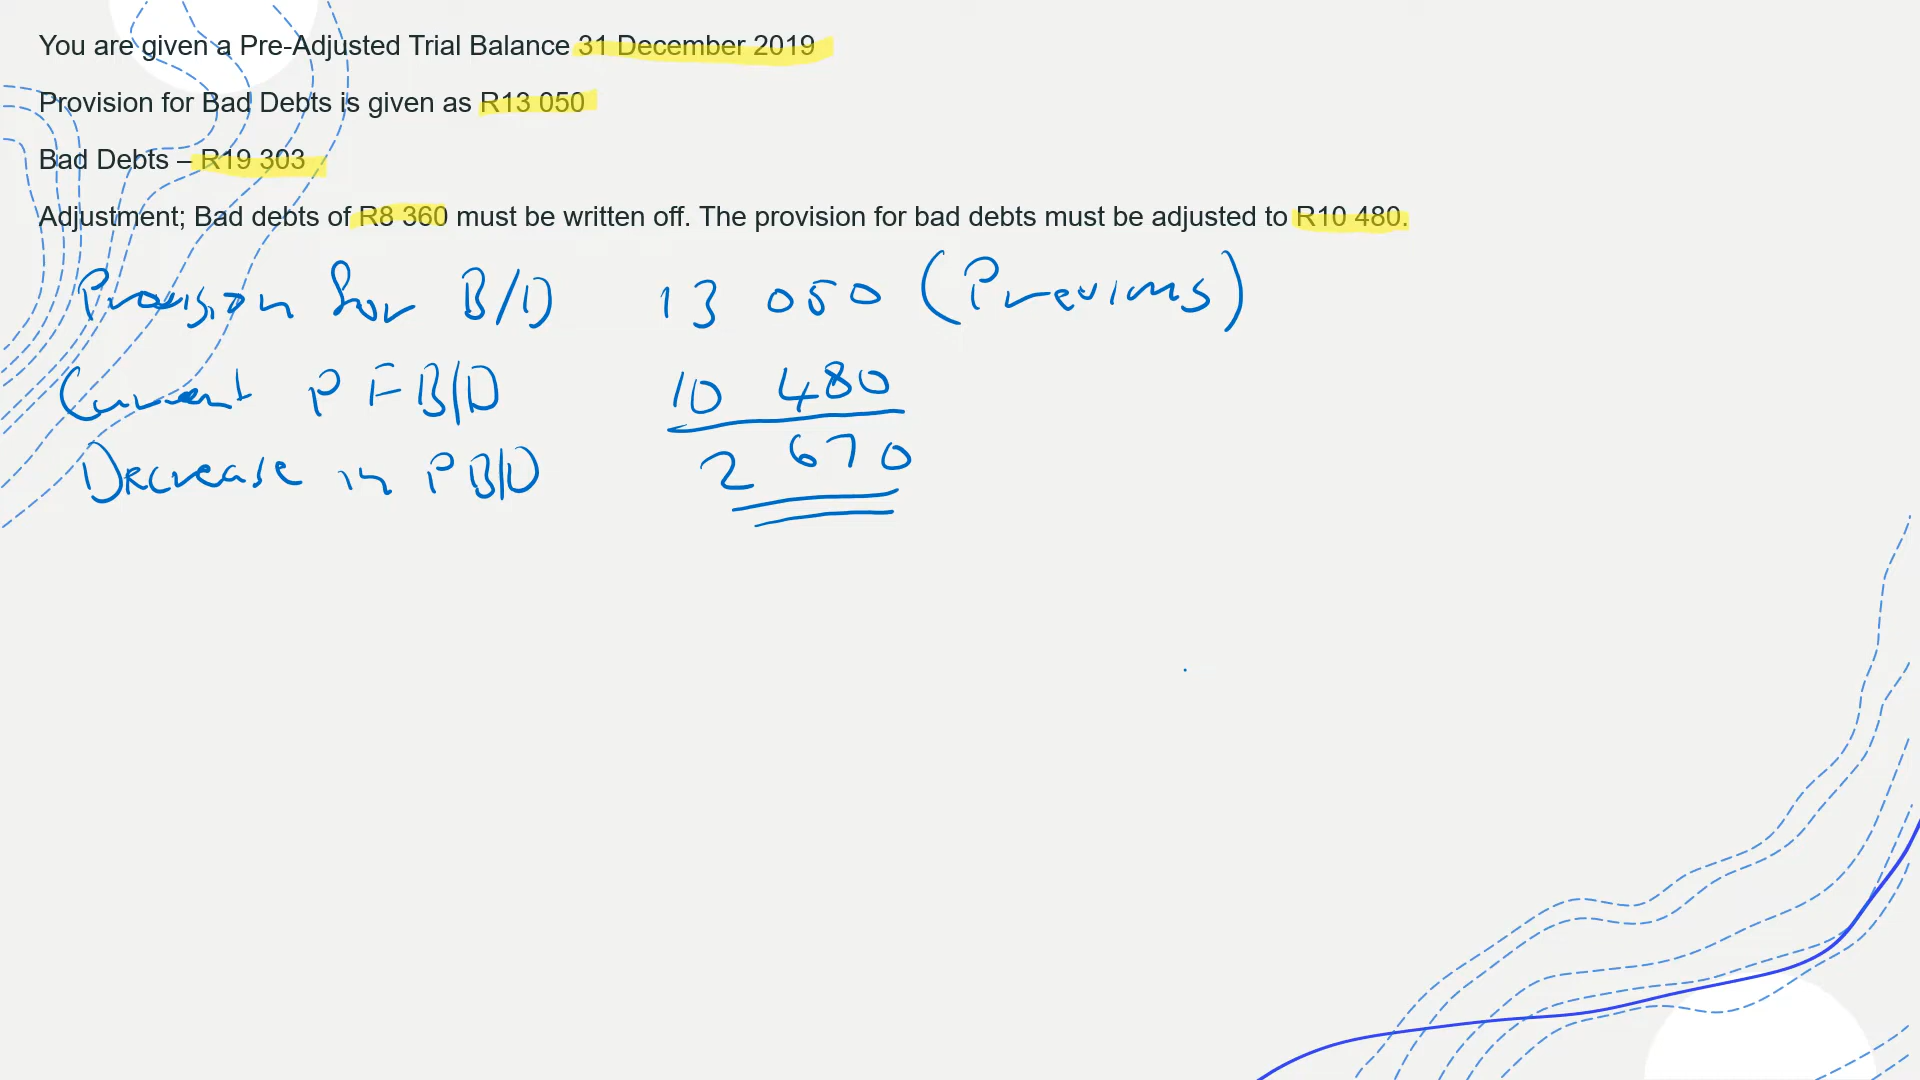 You are given a Pre-Adjusted Trial Balance 31 December 2019
Provision for Bad Debts is given as R13 050
Bad Debts – R19 303
Adjustment; Bad debts of R8 360 must be written off. The provision for bad debts must be adjusted to R10 480.
Provision for B/D 13 050 (Previous)
Current P F B/D 10 480
Decrease in P B/D 2 670